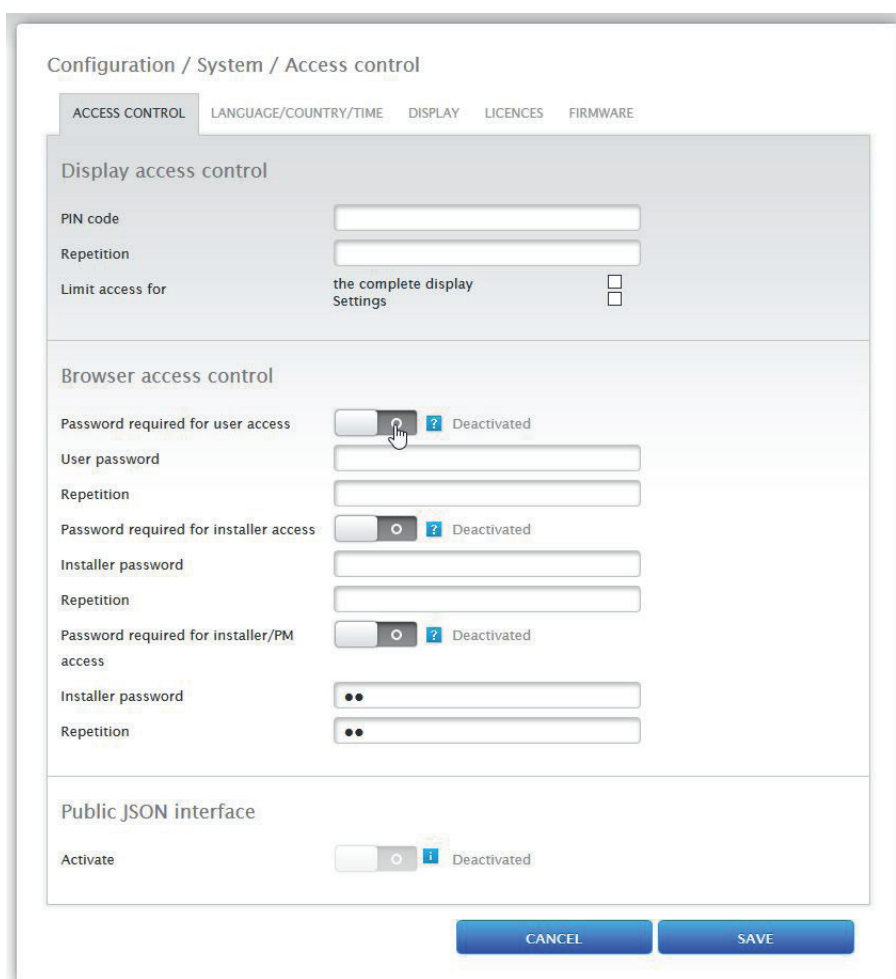 Configuration / System / Access control
ACCESS CONTROL LANGUAGE/COUNTRY/TIME DISPLAY LICENCES FIRMWARE
Display access control
PIN code
Repetition
Limit access for the complete display
Settings
Browser access control
Password required for user access ? Deactivated
User password
Repetition
Password required for installer access ? Deactivated
Installer password
Repetition
Password required for installer/PM ? Deactivated
access
Installer password ●●
Repetition ●●
Public JSON interface
Activate i Deactivated
CANCEL SAVE